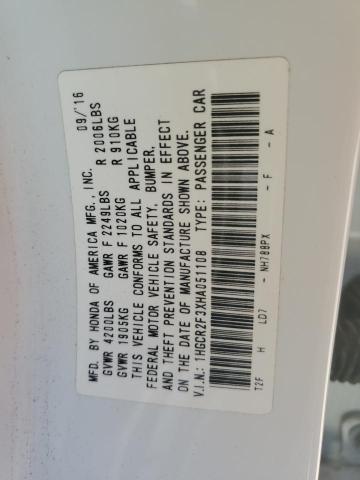 MFD. BY HONDA OF AMERICA MFG., INC. 09/'16
GVWR 4200LBS GAWR F 2249LBS R 2006LBS
GVWR 1905KG GAWR F 1020KG R 910KG
THIS VEHICLE CONFORMS TO ALL APPLICABLE
FEDERAL MOTOR VEHICLE SAFETY, BUMPER,
AND THEFT PREVENTION STANDARDS IN EFFECT
ON THE DATE OF MANUFACTURE SHOWN ABOVE.
V.I.N.: 1HGCR2F3XHA051108 TYPE: PASSENGER CAR
T2F H LD7 - NH788PX - F - A